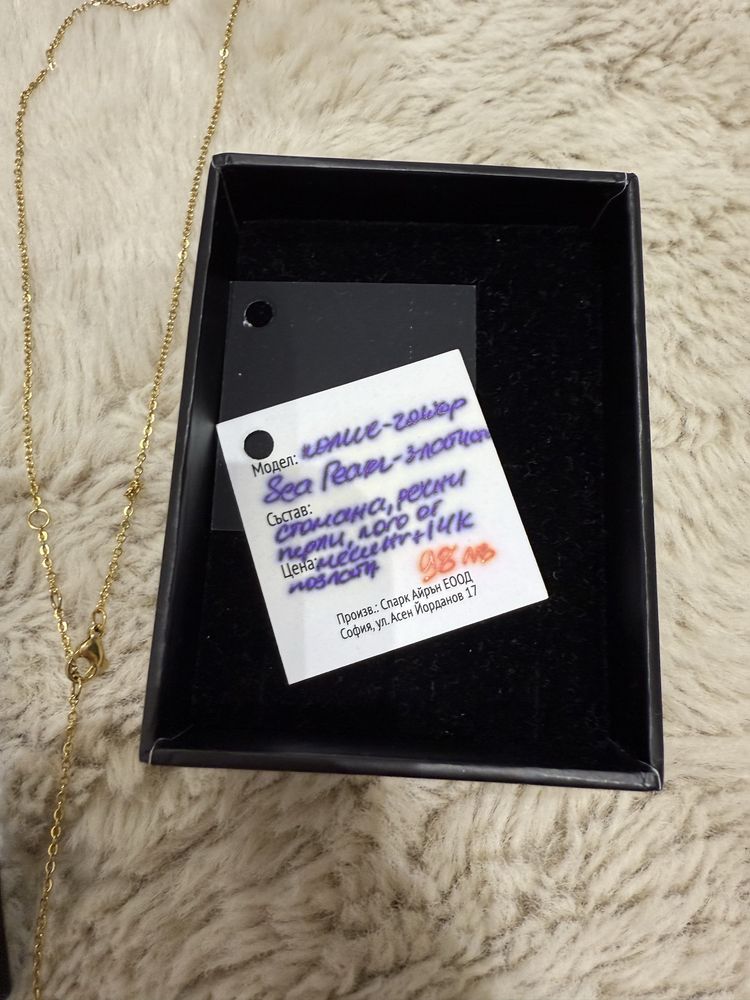 Модел: колие-чокър
Sea Pearl-златист
Състав:
стомана, речни
перли, лого от
Цена: месинг+14К
позлата 98 лв
Произв.: Спарк Айрън ЕООД
София, ул. Асен Йорданов 17